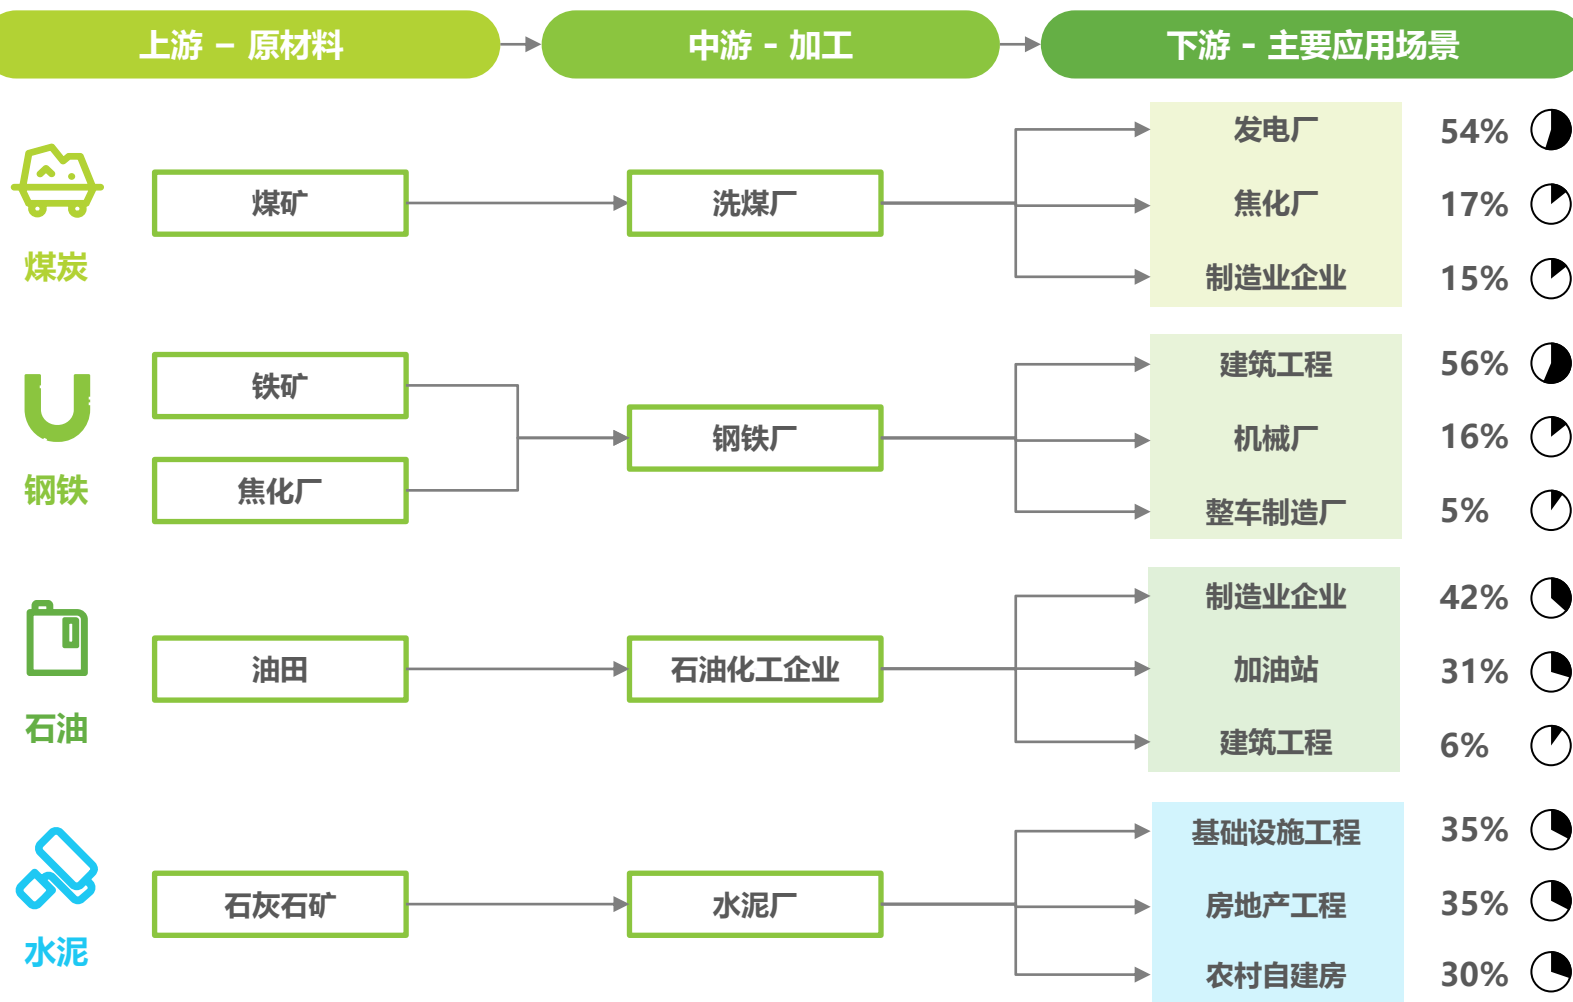 上游 – 原材料
中游 - 加工
下游 - 主要应用场景
煤炭
煤矿
洗煤厂
发电厂 54%
焦化厂 17%
制造业企业 15%
钢铁
铁矿
焦化厂
钢铁厂
建筑工程 56%
机械厂 16%
整车制造厂 5%
石油
油田
石油化工企业
制造业企业 42%
加油站 31%
建筑工程 6%
水泥
石灰石矿
水泥厂
基础设施工程 35%
房地产工程 35%
农村自建房 30%